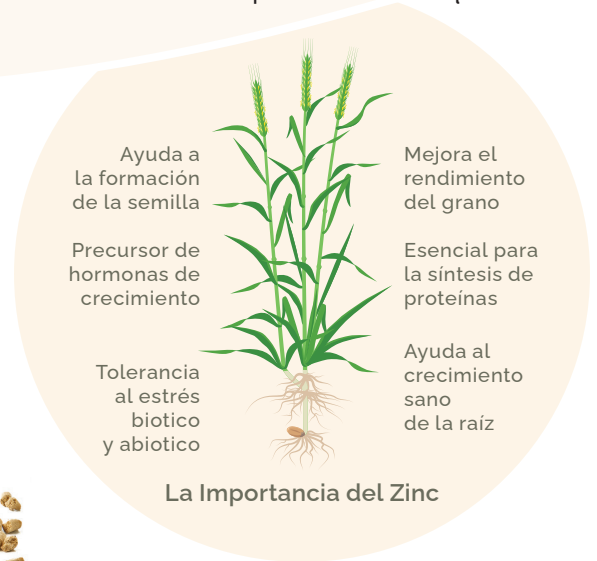 Ayuda a
la formación
de la semilla
Precursor de
hormonas de
crecimiento
Tolerancia
al estrés
biotico
y abiotico
Mejora el
rendimiento
del grano
Esencial para
la síntesis de
proteínas
Ayuda al
crecimiento
sano
de la raíz
La Importancia del Zinc